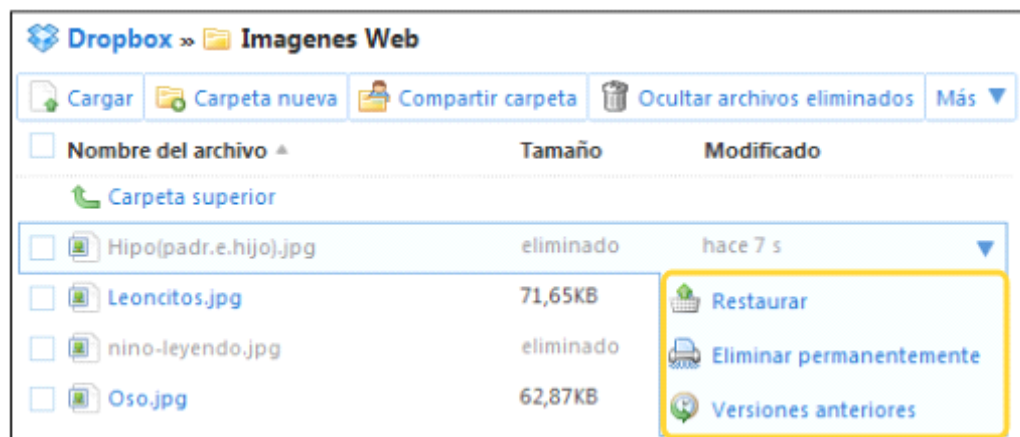 Dropbox » Imagenes Web
Cargar Carpeta nueva Compartir carpeta Ocultar archivos eliminados Más
Nombre del archivo Tamaño Modificado
Carpeta superior
Hipo(padr.e.hijo).jpg eliminado hace 7 s
Leoncitos.jpg 71,65KB Restaurar
nino-leyendo.jpg eliminado Eliminar permanentemente
Oso.jpg 62,87KB Versiones anteriores